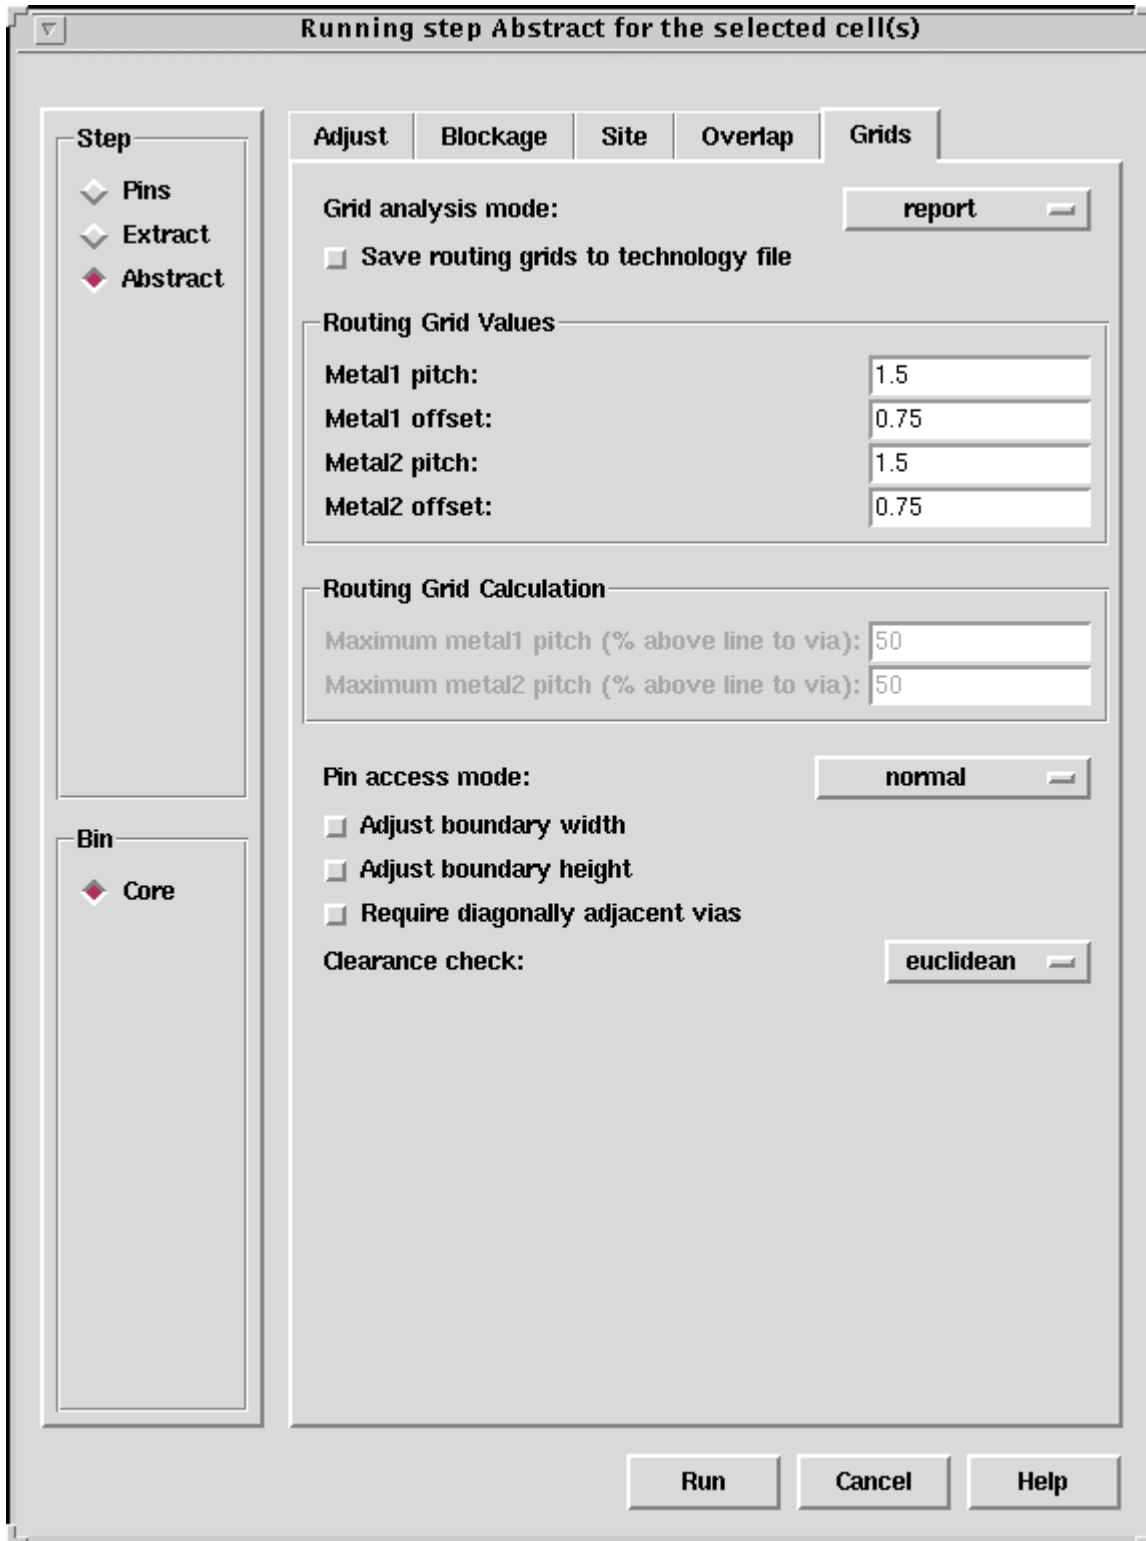 Running step Abstract for the selected cell(s)
Step
Pins
Extract
Abstract
Bin
Core
Adjust Blockage Site Overlap Grids
Grid analysis mode: report
Save routing grids to technology file
Routing Grid Values
Metal1 pitch: 1.5
Metal1 offset: 0.75
Metal2 pitch: 1.5
Metal2 offset: 0.75
Routing Grid Calculation
Maximum metal1 pitch (% above line to via): 50
Maximum metal2 pitch (% above line to via): 50
Pin access mode: normal
Adjust boundary width
Adjust boundary height
Require diagonally adjacent vias
Clearance check: euclidean
Run Cancel Help